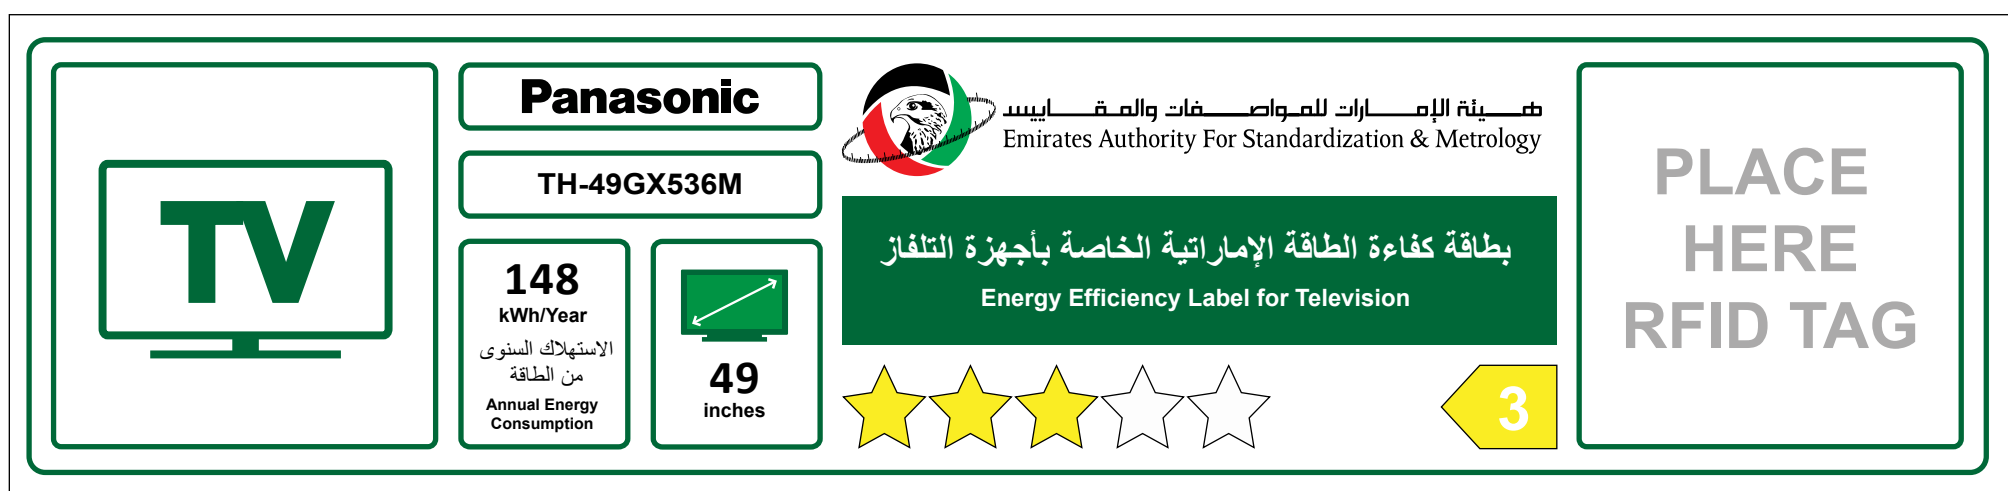 TV
Panasonic
TH-49GX536M
148
kWh/Year
الاستهلاك السنوى
من الطاقة
Annual Energy
Consumption
49
inches
هيئة الإمارات للمواصفات والمقاييس
Emirates Authority For Standardization & Metrology
بطاقة كفاءة الطاقة الإماراتية الخاصة بأجهزة التلفاز
Energy Efficiency Label for Television
3
PLACE
HERE
RFID TAG